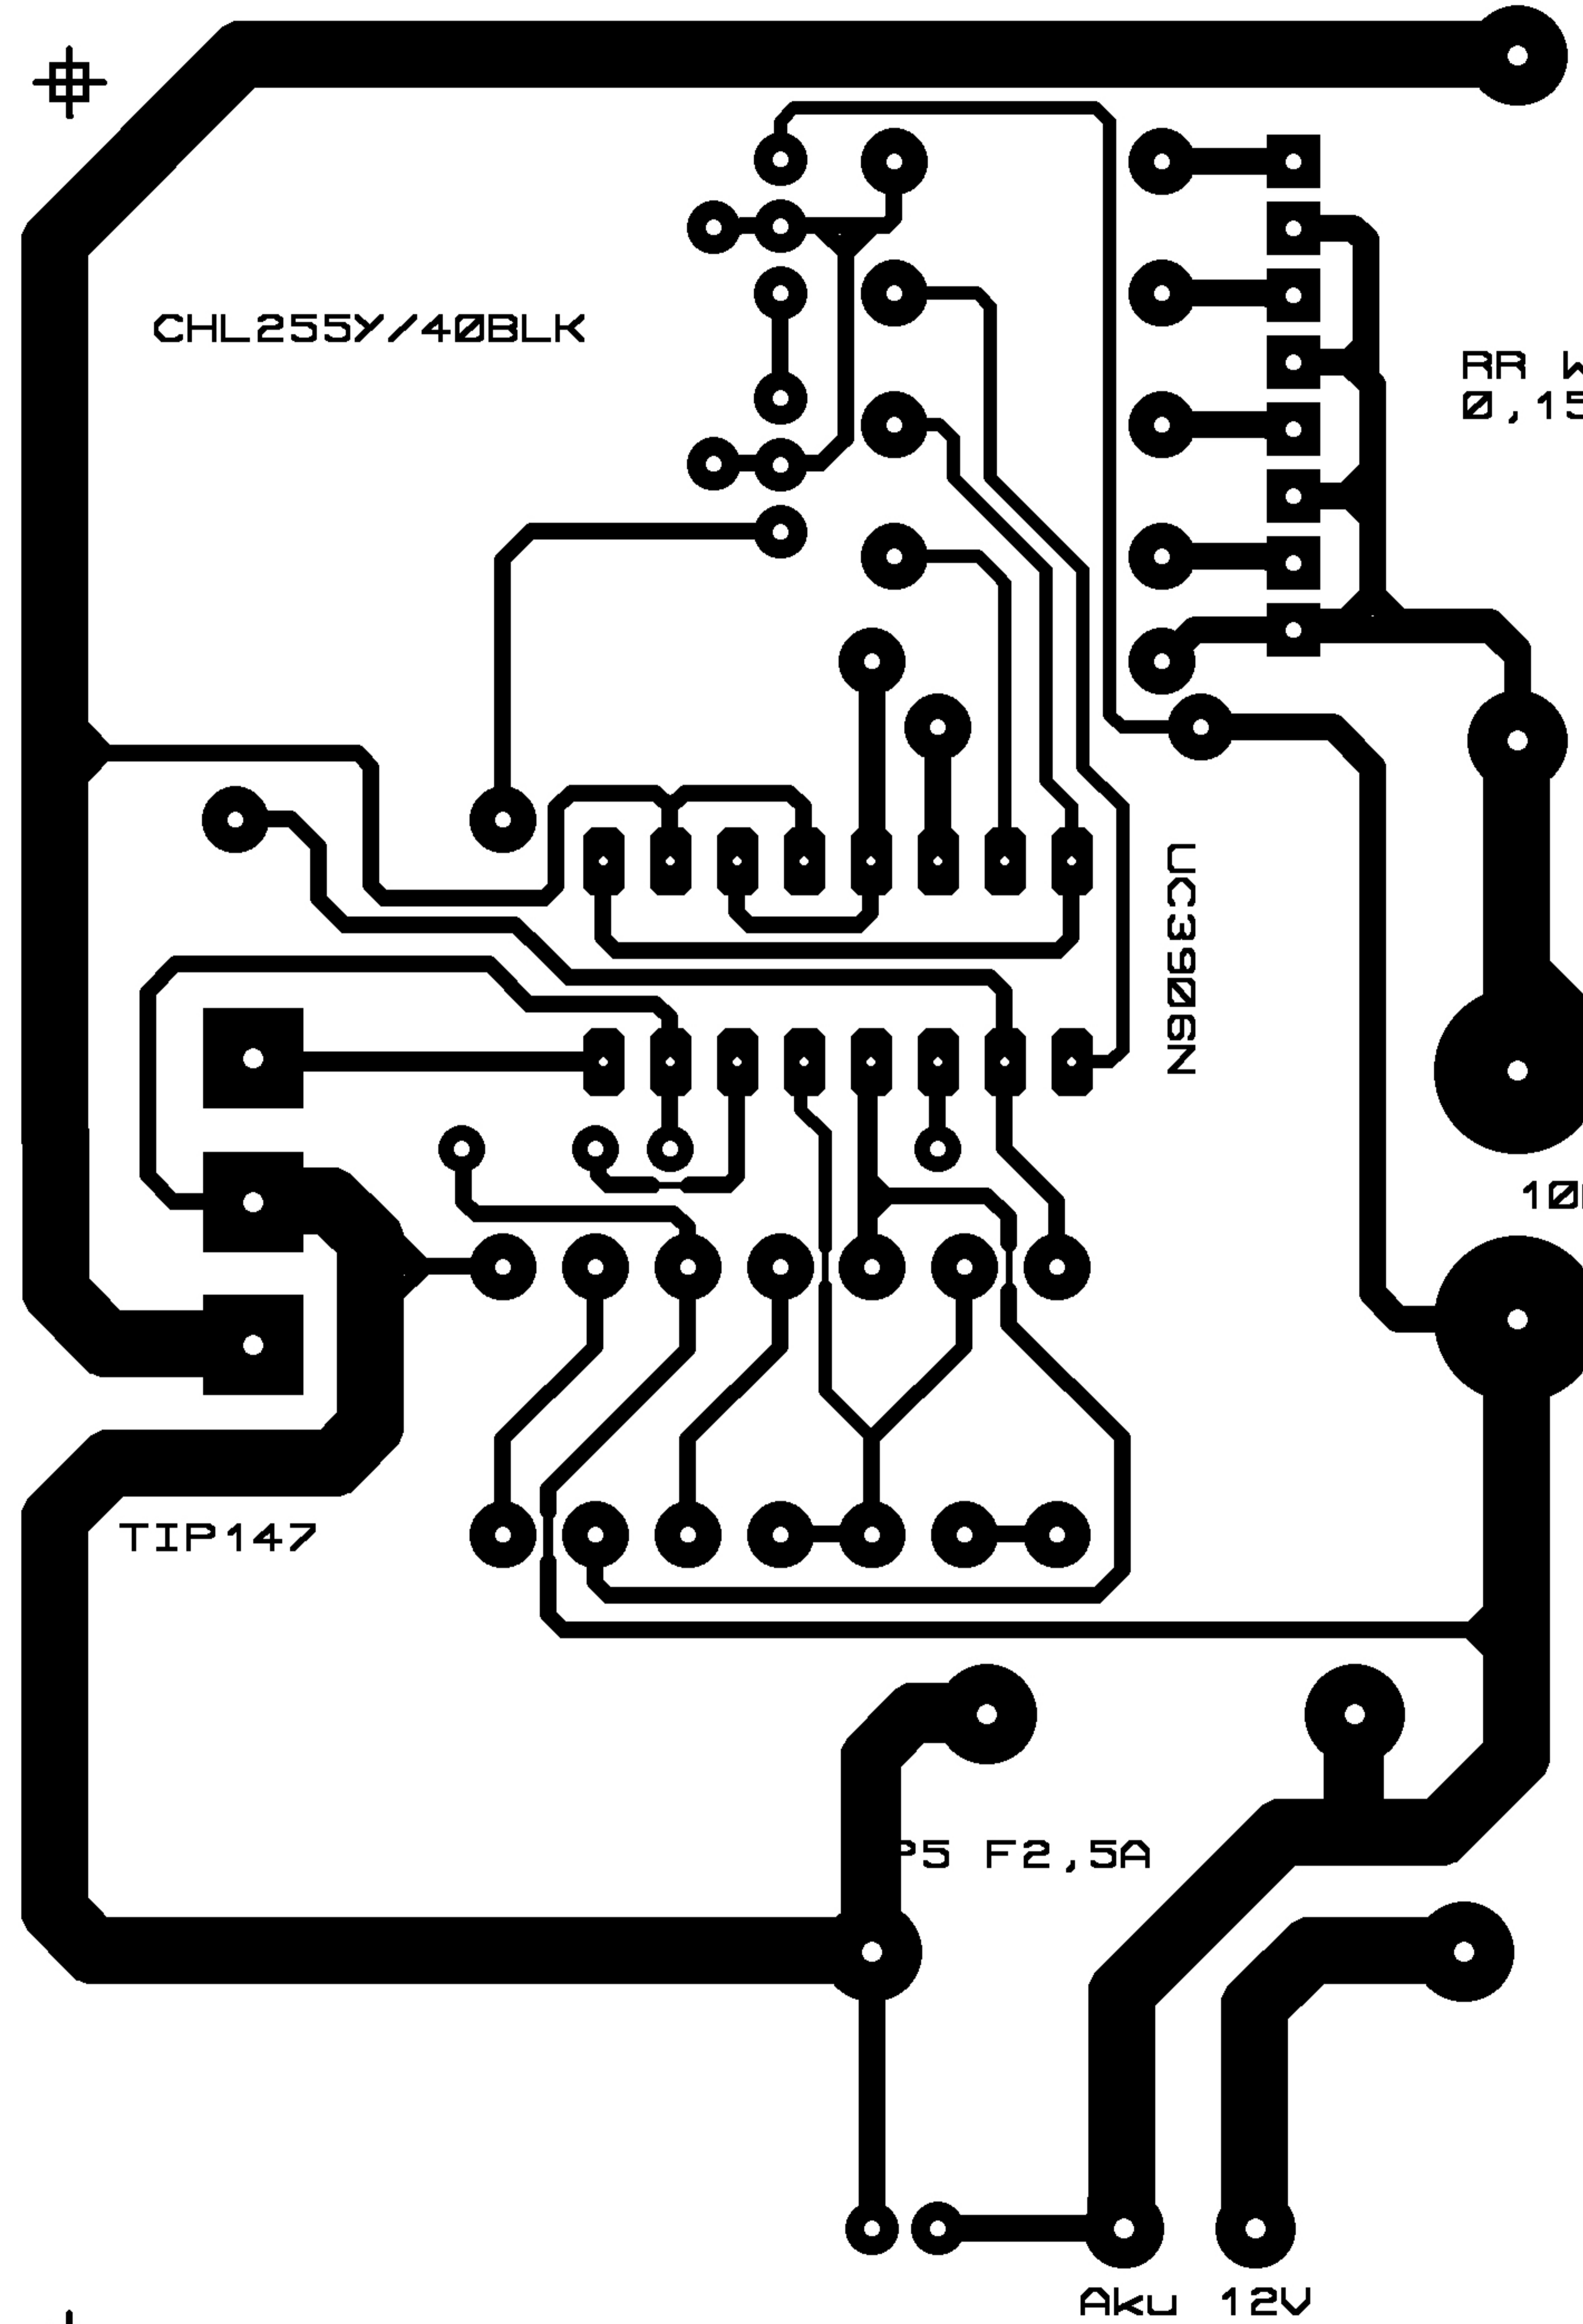 CHL255Y//40BLK
RR
0,15
UC3906N
10
TIP147
P5 F2,5A
Aku 12V